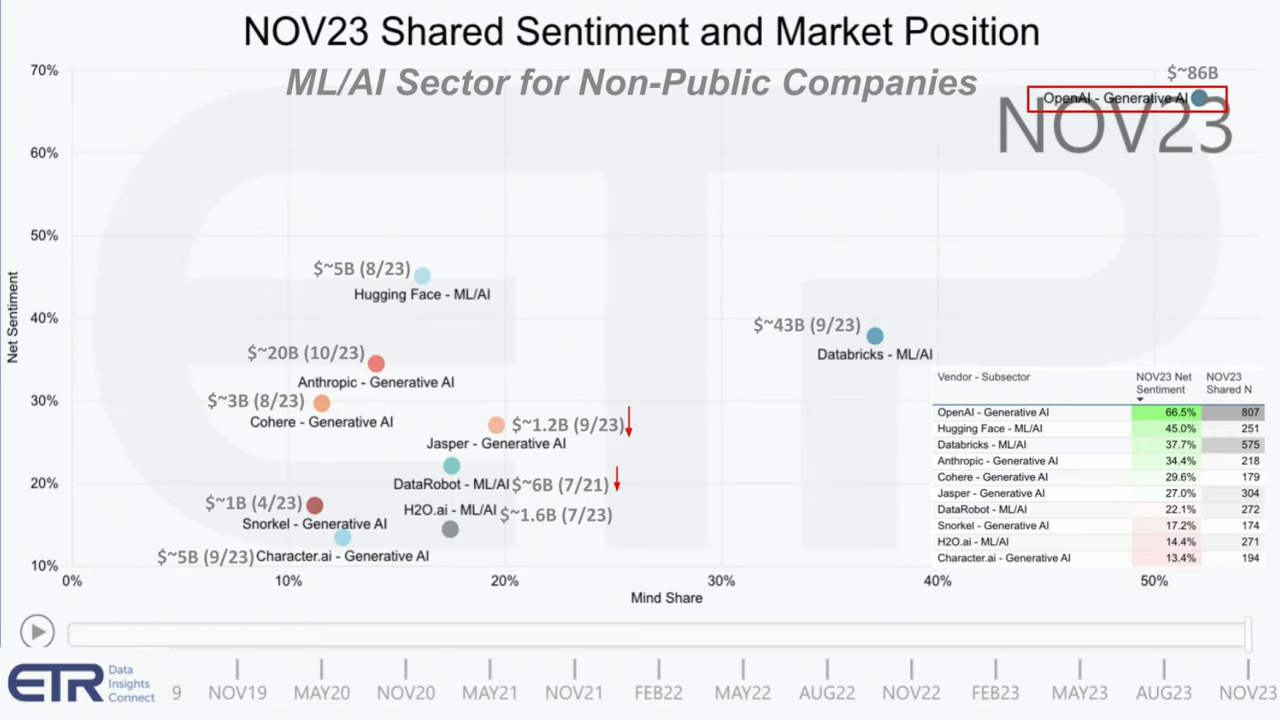 NOV23 Shared Sentiment and Market Position
ML/AI Sector for Non-Public Companies
NOV23
70%
60%
50%
40%
30%
20%
10%
Net Sentiment
$~86B
OpenAI - Generative AI
$~5B (8/23)
Hugging Face - ML/AI
$~43B (9/23)
Databricks - ML/AI
$~20B (10/23)
Anthropic - Generative AI
$~3B (8/23)
Cohere - Generative AI
$~1.2B (9/23)
Jasper - Generative AI
DataRobot - ML/AI $~6B (7/21)
$~1B (4/23)
Snorkel - Generative AI
H2O.ai - ML/AI $~1.6B (7/23)
$~5B (9/23) Character.ai - Generative AI
Vendor - Subsector NOV23 Net Sentiment NOV23 Shared N
OpenAI - Generative AI 66.5% 807
Hugging Face - ML/AI 45.0% 251
Databricks - ML/AI 37.7% 575
Anthropic - Generative AI 34.4% 218
Cohere - Generative AI 29.6% 179
Jasper - Generative AI 27.0% 304
DataRobot - ML/AI 22.1% 272
Snorkel - Generative AI 17.2% 174
H2O.ai - ML/AI 14.4% 271
Character.ai - Generative AI 13.4% 194
0% 10% 20% 30% 40% 50%
Mind Share
ETR Data Insights Connect
9 NOV19 MAY20 NOV20 MAY21 NOV21 FEB22 MAY22 AUG22 NOV22 FEB23 MAY23 AUG23 NOV23